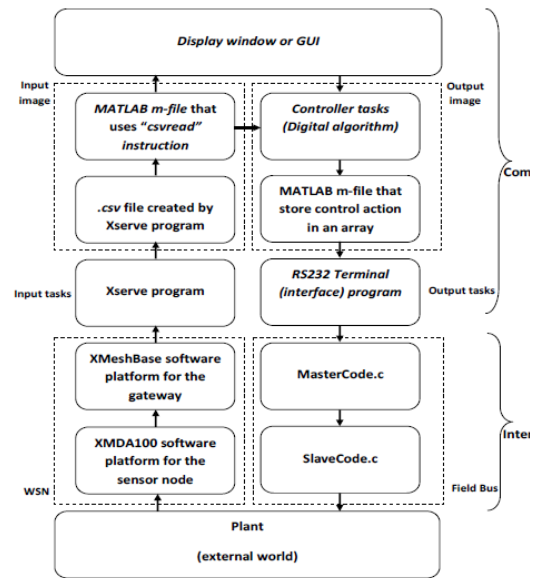 Display window or GUI
Input
image
Output
image
MATLAB m-file that
uses “csvread”
instruction
Controller tasks
(Digital algorithm)
.csv file created by
Xserve program
MATLAB m-file that
store control action
in an array
Com
Input tasks
Xserve program
RS232 Terminal
(interface) program
Output tasks
XMeshBase software
platform for the
gateway
MasterCode.c
XMDA100 software
platform for the
sensor node
SlaveCode.c
Inter
WSN
Field Bus
Plant
(external world)